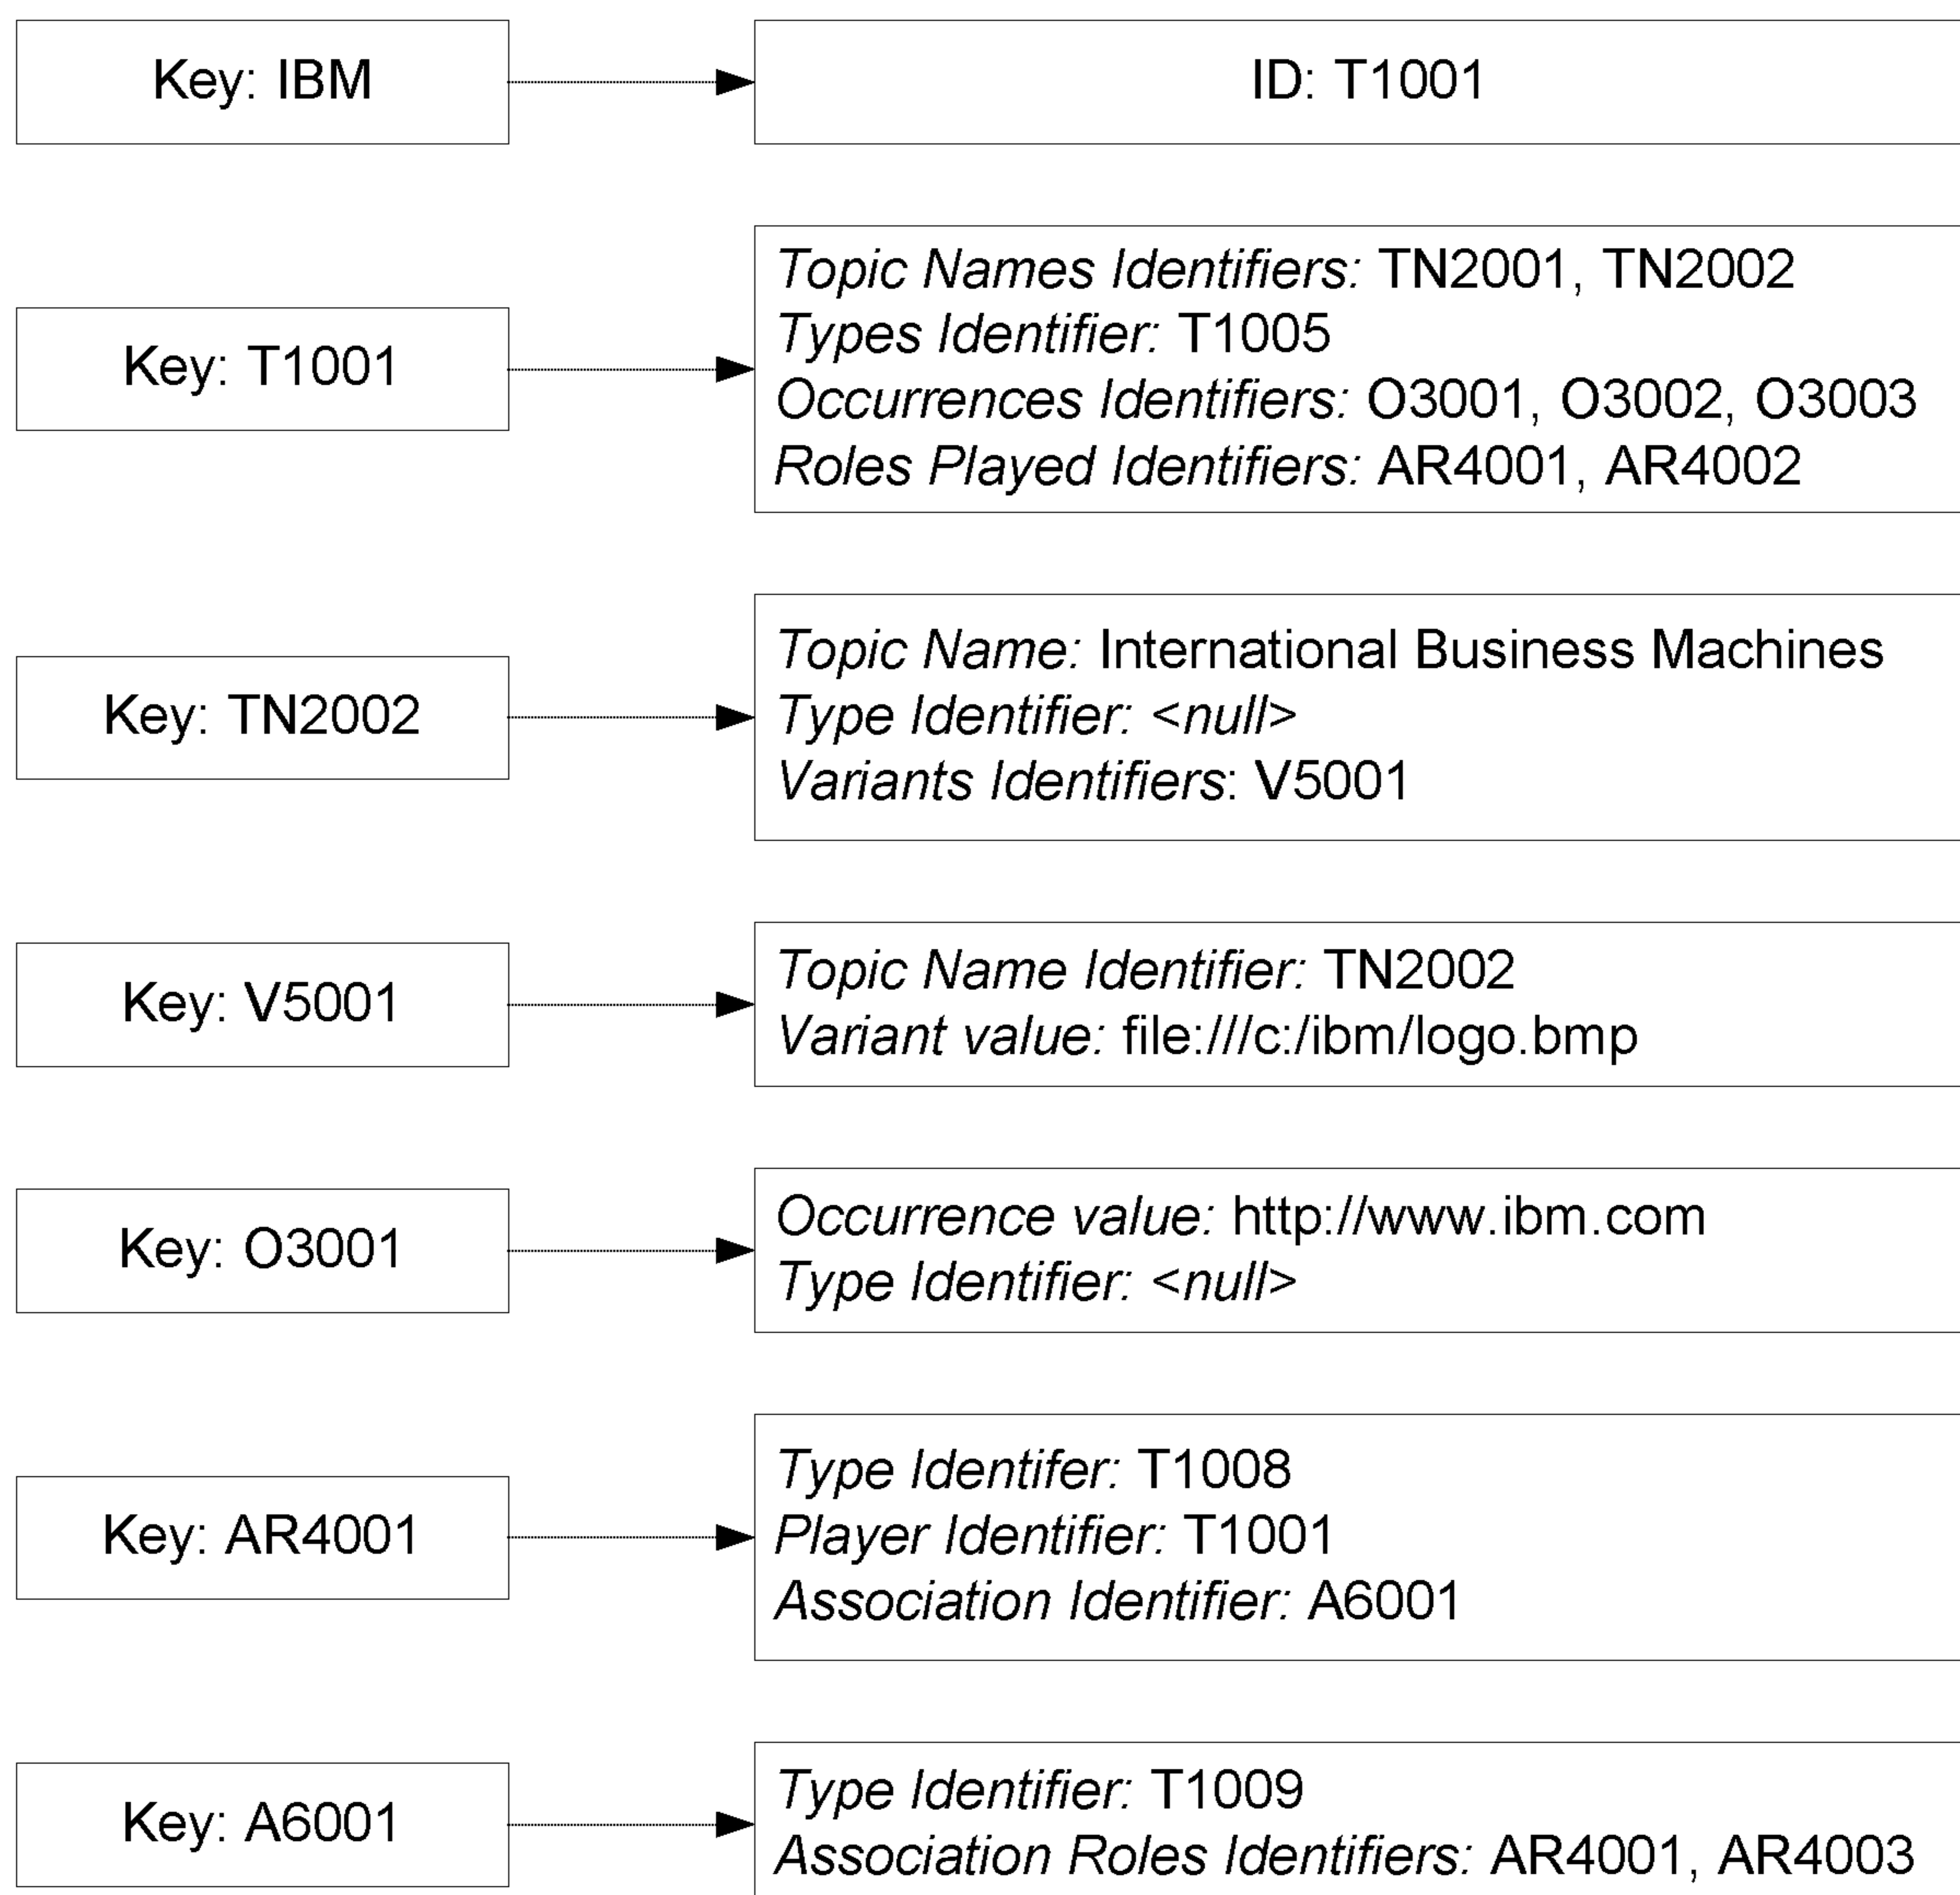 Key: IBM
ID: T1001
Key: T1001
Topic Names Identifiers: TN2001, TN2002
Types Identifier: T1005
Occurrences Identifiers: O3001, O3002, O3003
Roles Played Identifiers: AR4001, AR4002
Key: TN2002
Topic Name: International Business Machines
Type Identifier: <null>
Variants Identifiers: V5001
Key: V5001
Topic Name Identifier: TN2002
Variant value: file:///c:/ibm/logo.bmp
Key: O3001
Occurrence value: http://www.ibm.com
Type Identifier: <null>
Key: AR4001
Type Identifer: T1008
Player Identifier: T1001
Association Identifier: A6001
Key: A6001
Type Identifier: T1009
Association Roles Identifiers: AR4001, AR4003